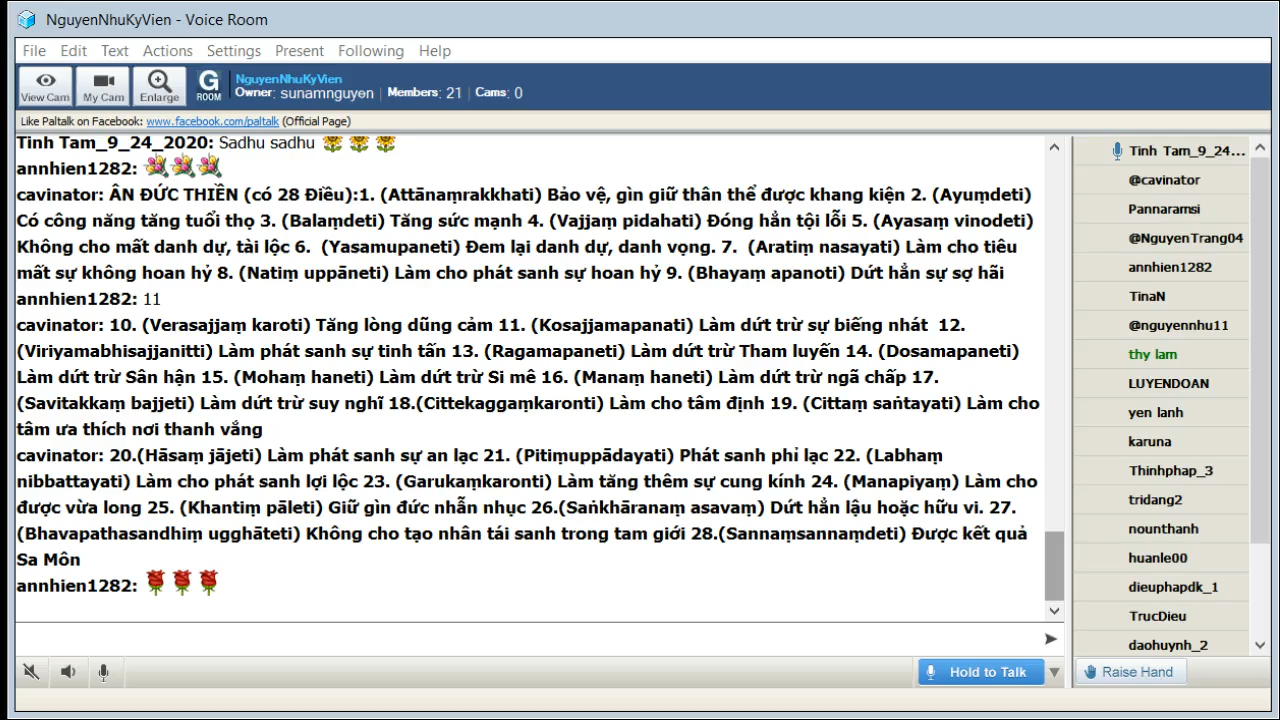 NguyenNhuKyVien - Voice Room
File Edit Text Actions Settings Present Following Help
View Cam My Cam Enlarge G ROOM NguyenNhuKyVien
Owner: sunamnguyen Members: 21 Cams: 0
Like Paltalk on Facebook: www.facebook.com/paltalk (Official Page)
Tinh Tam_9_24_2020: Sadhu sadhu
annhien1282:
cavinator: ÂN ĐỨC THIỀN (có 28 Điều):1. (Attānaṃrakkhati) Bảo vệ, gìn giữ thân thể được khang kiện 2. (Ayuṃdeti)
Có công năng tăng tuổi thọ 3. (Balaṃdeti) Tăng sức mạnh 4. (Vajjaṃ pidahati) Đóng hẳn tội lỗi 5. (Ayasaṃ vinodeti)
Không cho mất danh dự, tài lộc 6. (Yasamupaneti) Đem lại danh dự, danh vọng. 7. (Aratiṃ nasayati) Làm cho tiêu
mất sự không hoan hỷ 8. (Natiṃ uppāneti) Làm cho phát sanh sự hoan hỷ 9. (Bhayaṃ apanoti) Dứt hẳn sự sợ hãi
annhien1282: 11
cavinator: 10. (Verasajjaṃ karoti) Tăng lòng dũng cảm 11. (Kosajjamapanati) Làm dứt trừ sự biếng nhát 12.
(Viriyamabhisajjanitti) Làm phát sanh sự tinh tấn 13. (Ragamapaneti) Làm dứt trừ Tham luyến 14. (Dosamapaneti)
Làm dứt trừ Sân hận 15. (Mohaṃ haneti) Làm dứt trừ Si mê 16. (Manaṃ haneti) Làm dứt trừ ngã chấp 17.
(Savitakkaṃ bajjeti) Làm dứt trừ suy nghĩ 18.(Cittekaggaṃkaronti) Làm cho tâm định 19. (Cittaṃ saṅtayati) Làm cho
tâm ưa thích nơi thanh vắng
cavinator: 20.(Hāsaṃ jājeti) Làm phát sanh sự an lạc 21. (Pitiṃuppādayati) Phát sanh phỉ lạc 22. (Labhaṃ
nibbattayati) Làm cho phát sanh lợi lộc 23. (Garukaṃkaronti) Làm tăng thêm sự cung kính 24. (Manapiyaṃ) Làm cho
được vừa long 25. (Khantiṃ pāleti) Giữ gìn đức nhẫn nhục 26.(Saṅkhāranaṃ asavaṃ) Dứt hẳn lậu hoặc hữu vi. 27.
(Bhavapathasandhiṃ ugghāteti) Không cho tạo nhân tái sanh trong tam giới 28.(Sannaṃsannaṃdeti) Được kết quả
Sa Môn
annhien1282:
Hold to Talk
Tinh Tam_9_24...
@cavinator
Pannaramsi
@NguyenTrang04
annhien1282
TinaN
@nguyennhu11
thy lam
LUYENDOAN
yen lanh
karuna
Thinhphap_3
tridang2
nounthanh
huanle00
dieuphapdk_1
TrucDieu
daohuynh_2
Raise Hand